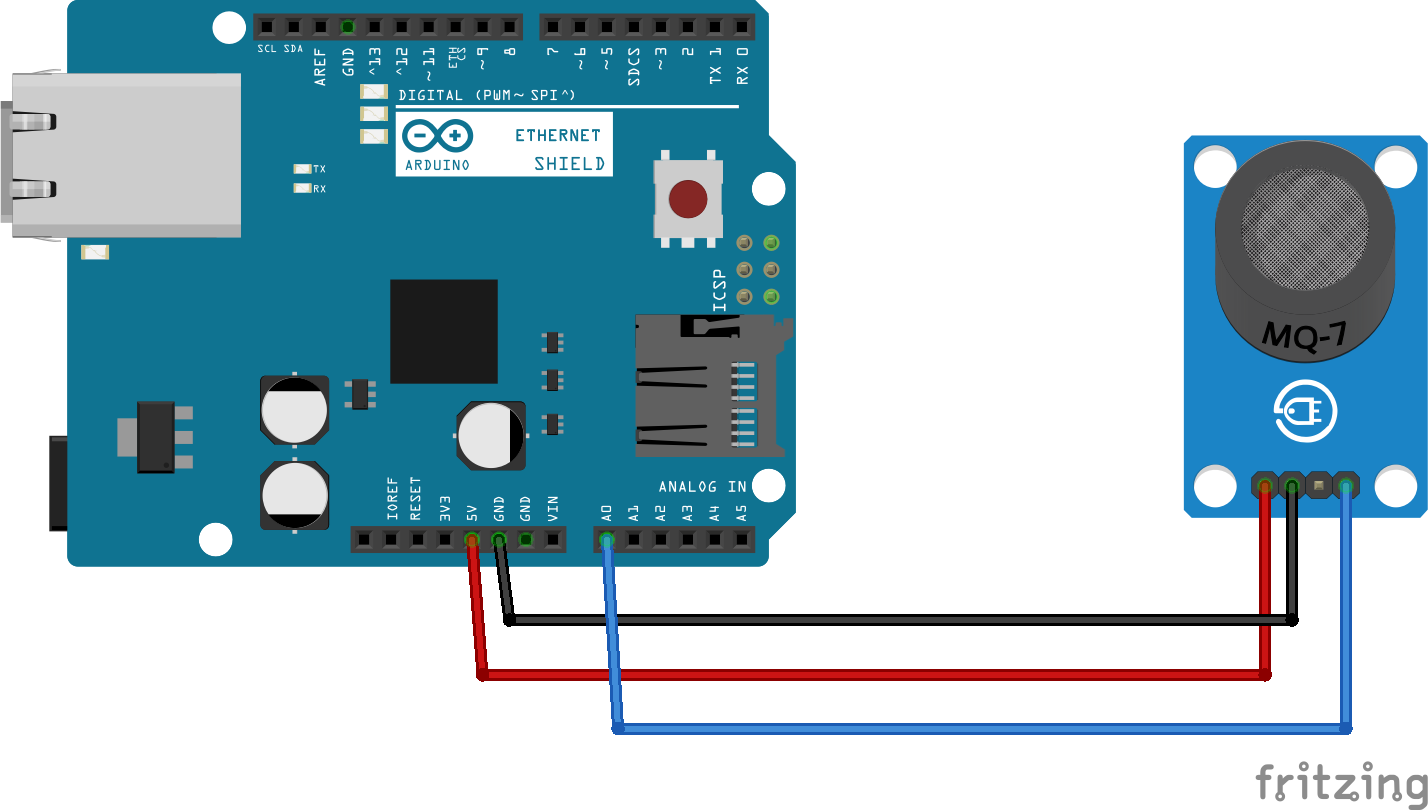 SCL SDA AREF GND ^13 ^12 ~11 ETH CS ~9 8 7 ~6 ~5 SDCS ~3 2 TX 1 RX 0
DIGITAL (PWM~ SPI^)
ARDUINO
ETHERNET
SHIELD
TX
RX
ICSP
MQ-7
ANALOG IN
IOREF RESET 3V3 5V GND GND VIN A0 A1 A2 A3 A4 A5
fritzing